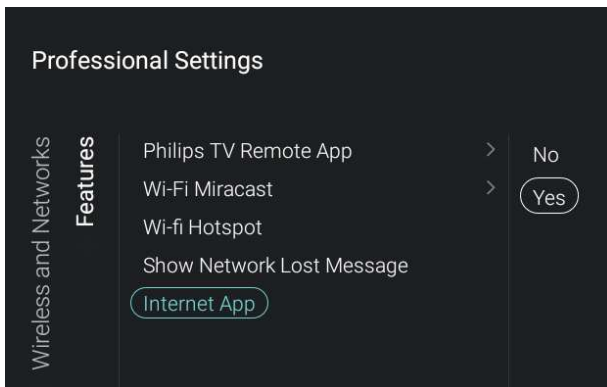 Professional Settings
Wireless and Networks
Features
Philips TV Remote App
Wi-Fi Miracast
Wi-fi Hotspot
Show Network Lost Message
Internet App
No
Yes